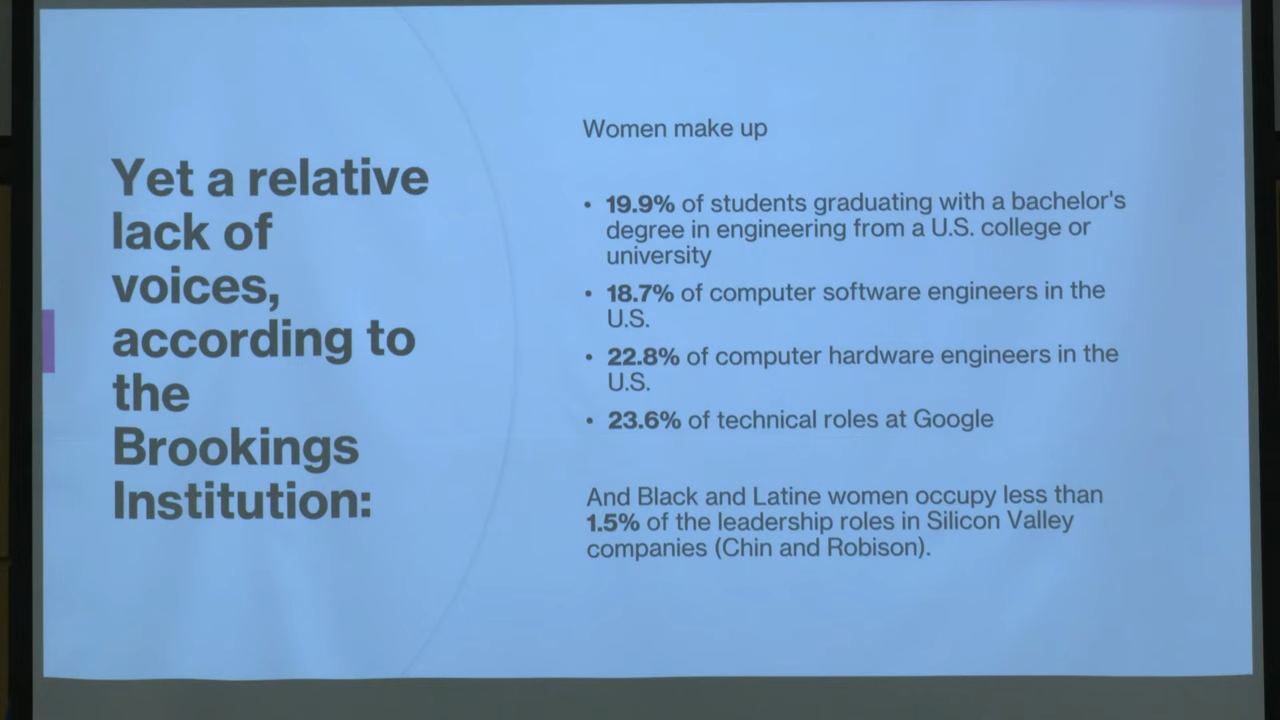 Yet a relative
lack of
voices,
according to
the
Brookings
Institution:
Women make up
• 19.9% of students graduating with a bachelor's
degree in engineering from a U.S. college or
university
• 18.7% of computer software engineers in the
U.S.
• 22.8% of computer hardware engineers in the
U.S.
• 23.6% of technical roles at Google
And Black and Latine women occupy less than
1.5% of the leadership roles in Silicon Valley
companies (Chin and Robison).